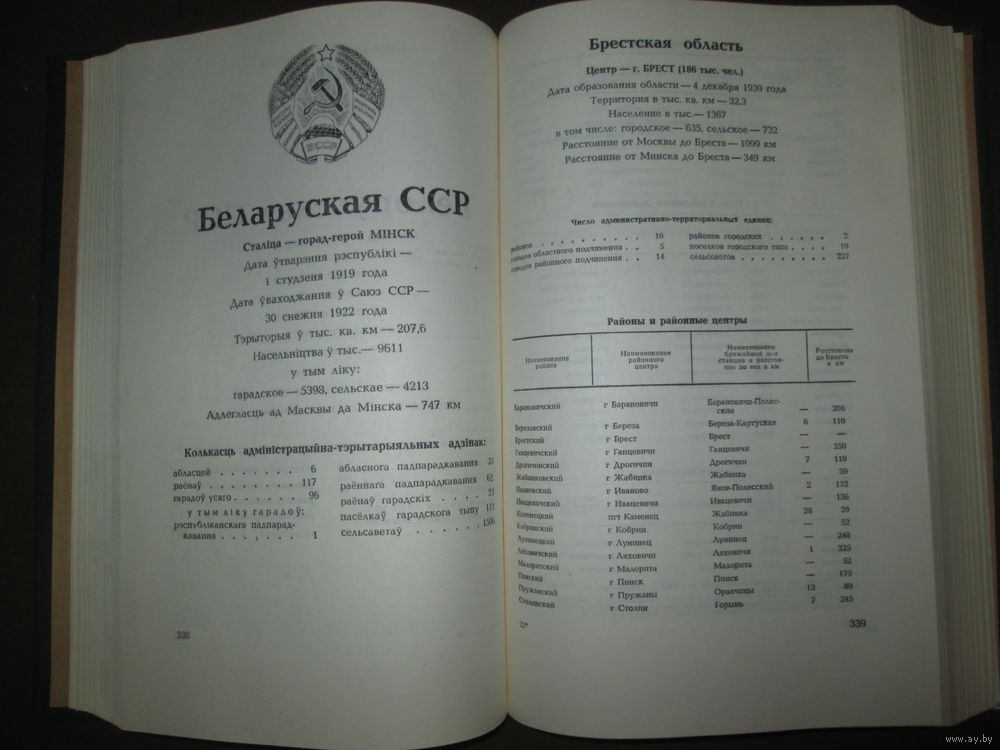 БССР
Беларуская ССР
Сталіца — горад-герой МІНСК
Дата ўтварэння рэспублікі —
1 студзеня 1919 года
Дата ўваходжання ў Саюз ССР —
30 снежня 1922 года
Тэрыторыя ў тыс. кв. км — 207,6
Насельніцтва ў тыс.— 9611
у тым ліку:
гарадское — 5398, сельскае — 4213
Адлегласць ад Масквы да Мінска — 747 км
Колькасць адміністрацыйна-тэрытарыяльных адзінак:
абласцей . . . . . . . 6
раёнаў . . . . . . . . 117
гарадоў усяго . . . . . . 96
у тым ліку гарадоў:
рэспубліканскага падпарад-
кавання . . . . . . . . 1
абласнога падпарадкавання 33
раённага падпарадкавання 62
раёнаў гарадскіх . . . . 23
пасёлкаў гарадскога тыпу 111
сельсаветаў . . . . . . 1506
338
Брестская область
Центр — г. БРЕСТ (186 тыс. чел.)
Дата образования области — 4 декабря 1939 года
Территория в тыс. кв. км — 32,3
Население в тыс.— 1367
в том числе: городское — 635, сельское — 732
Расстояние от Москвы до Бреста — 1099 км
Расстояние от Минска до Бреста — 349 км
Число административно-территориальных единиц:
районов . . . . . . . . . 16
городов областного подчинения . . 5
городов районного подчинения . . 14
районов городских . . . . . . 2
поселков городского типа . . . . 10
сельсоветов . . . . . . . . . 227
Районы и районные центры
Наименование района | Наименование районного центра | Наименование ближайшей ж-д станции и расстоя- ние до нее в км | Расстояние до Бреста в км
Барановичский г Барановичи Барановичи-Полес-
ские — 206
Березовский г Береза Береза-Картуская 6 110
Брестский г Брест Брест — —
Ганцевичский г Ганцевичи Ганцевичи — 250
Дрогичинский г Дрогичин Дрогичин 7 110
Жабинковский г Жабинка Жабинка — 30
Ивановский г Иваново Янов-Полесский 2 132
Ивацевичский г Ивацевичи Ивацевичи — 136
Каменецкий пгт Каменец Жабинка 28 39
Кобринский г Кобрин Кобрин — 52
Лунинецкий г Лунинец Лунинец — 240
Ляховичский г Ляховичи Ляховичи 1 225
Малоритский г Малорита Малорита — 52
Пинский г Пинск Пинск — 175
Пружанский г Пружаны Оранчицы 13 89
Столинский г Столин Горынь 7 245
22*
339
www.ay.by